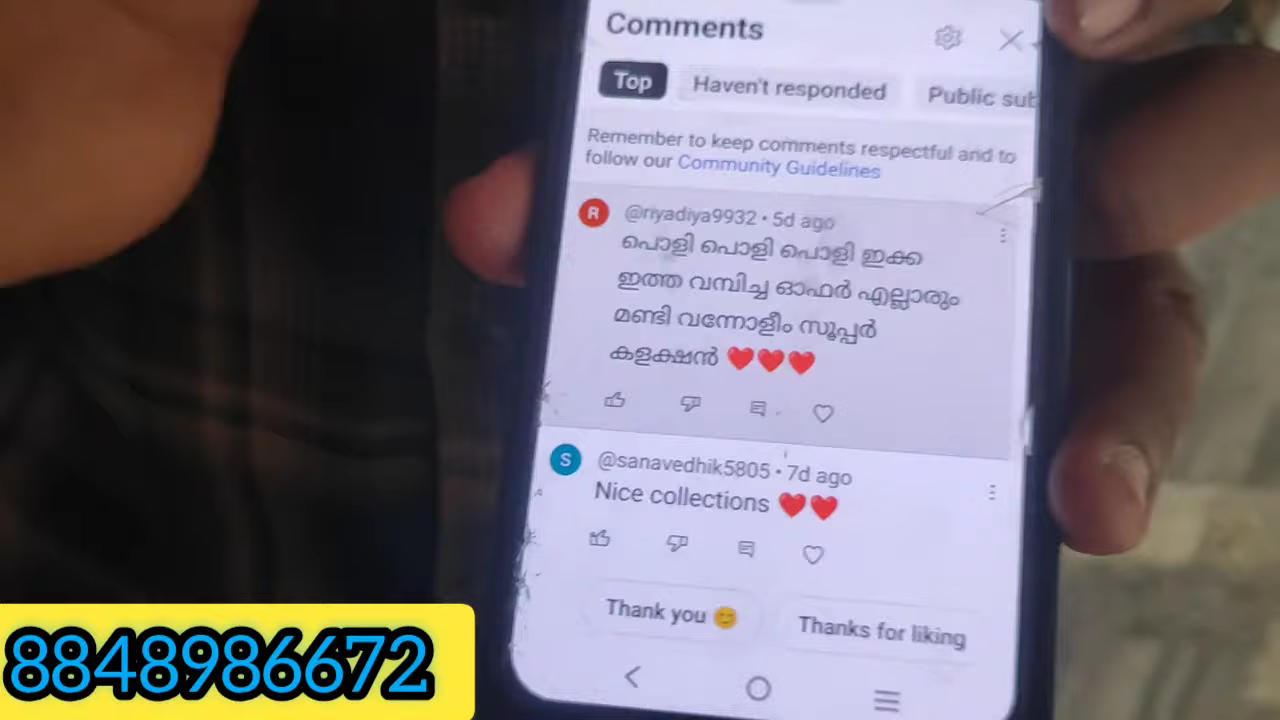 Comments
Top
Haven't responded
Public sub
Remember to keep comments respectful and to
follow our Community Guidelines
R
@riyadiya9932 • 5d ago
പൊളി പൊളി പൊളി ഇക്ക
ഇത്ത വമ്പിച്ച ഓഫർ എല്ലാരും
മണ്ടി വന്നോളീം സൂപ്പർ
കളക്ഷൻ ❤️❤️❤️
S
@sanavedhik5805 • 7d ago
Nice collections ❤️❤️
Thank you 😊
Thanks for liking
8848986672